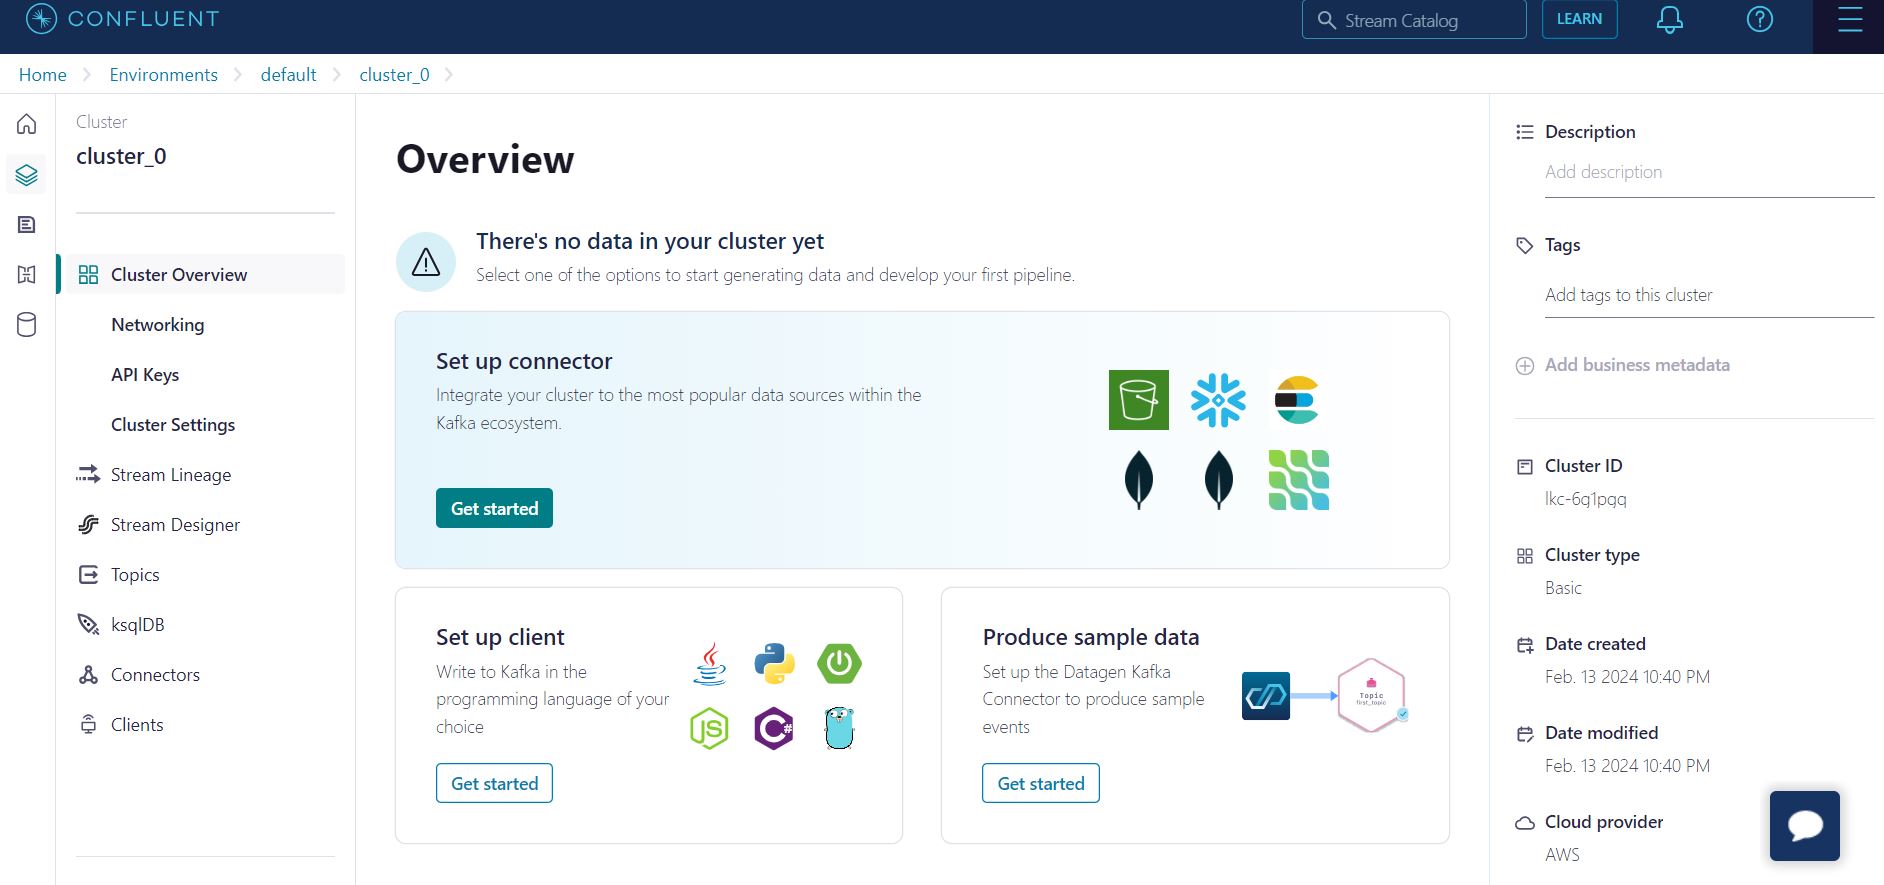 CONFLUENT
Stream Catalog
LEARN
Home
Environments
default
cluster_0
Cluster
cluster_0
Cluster Overview
Networking
API Keys
Cluster Settings
Stream Lineage
Stream Designer
Topics
ksqlDB
Connectors
Clients
Overview
There's no data in your cluster yet
Select one of the options to start generating data and develop your first pipeline.
Set up connector
Integrate your cluster to the most popular data sources within the
Kafka ecosystem.
Get started
Set up client
Write to Kafka in the
programming language of your
choice
JS
C#
Get started
Produce sample data
Set up the Datagen Kafka
Connector to produce sample
events
Topic
first_topic
Get started
Description
Add description
Tags
Add tags to this cluster
Add business metadata
Cluster ID
lkc-6g1pgq
Cluster type
Basic
Date created
Feb. 13 2024 10:40 PM
Date modified
Feb. 13 2024 10:40 PM
Cloud provider
AWS